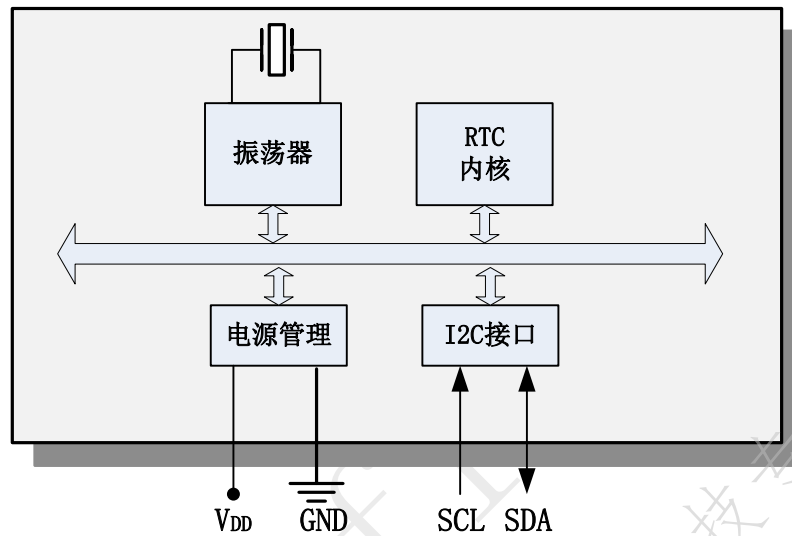 振荡器
RTC
内核
电源管理
I2C接口
VDD
GND
SCL
SDA